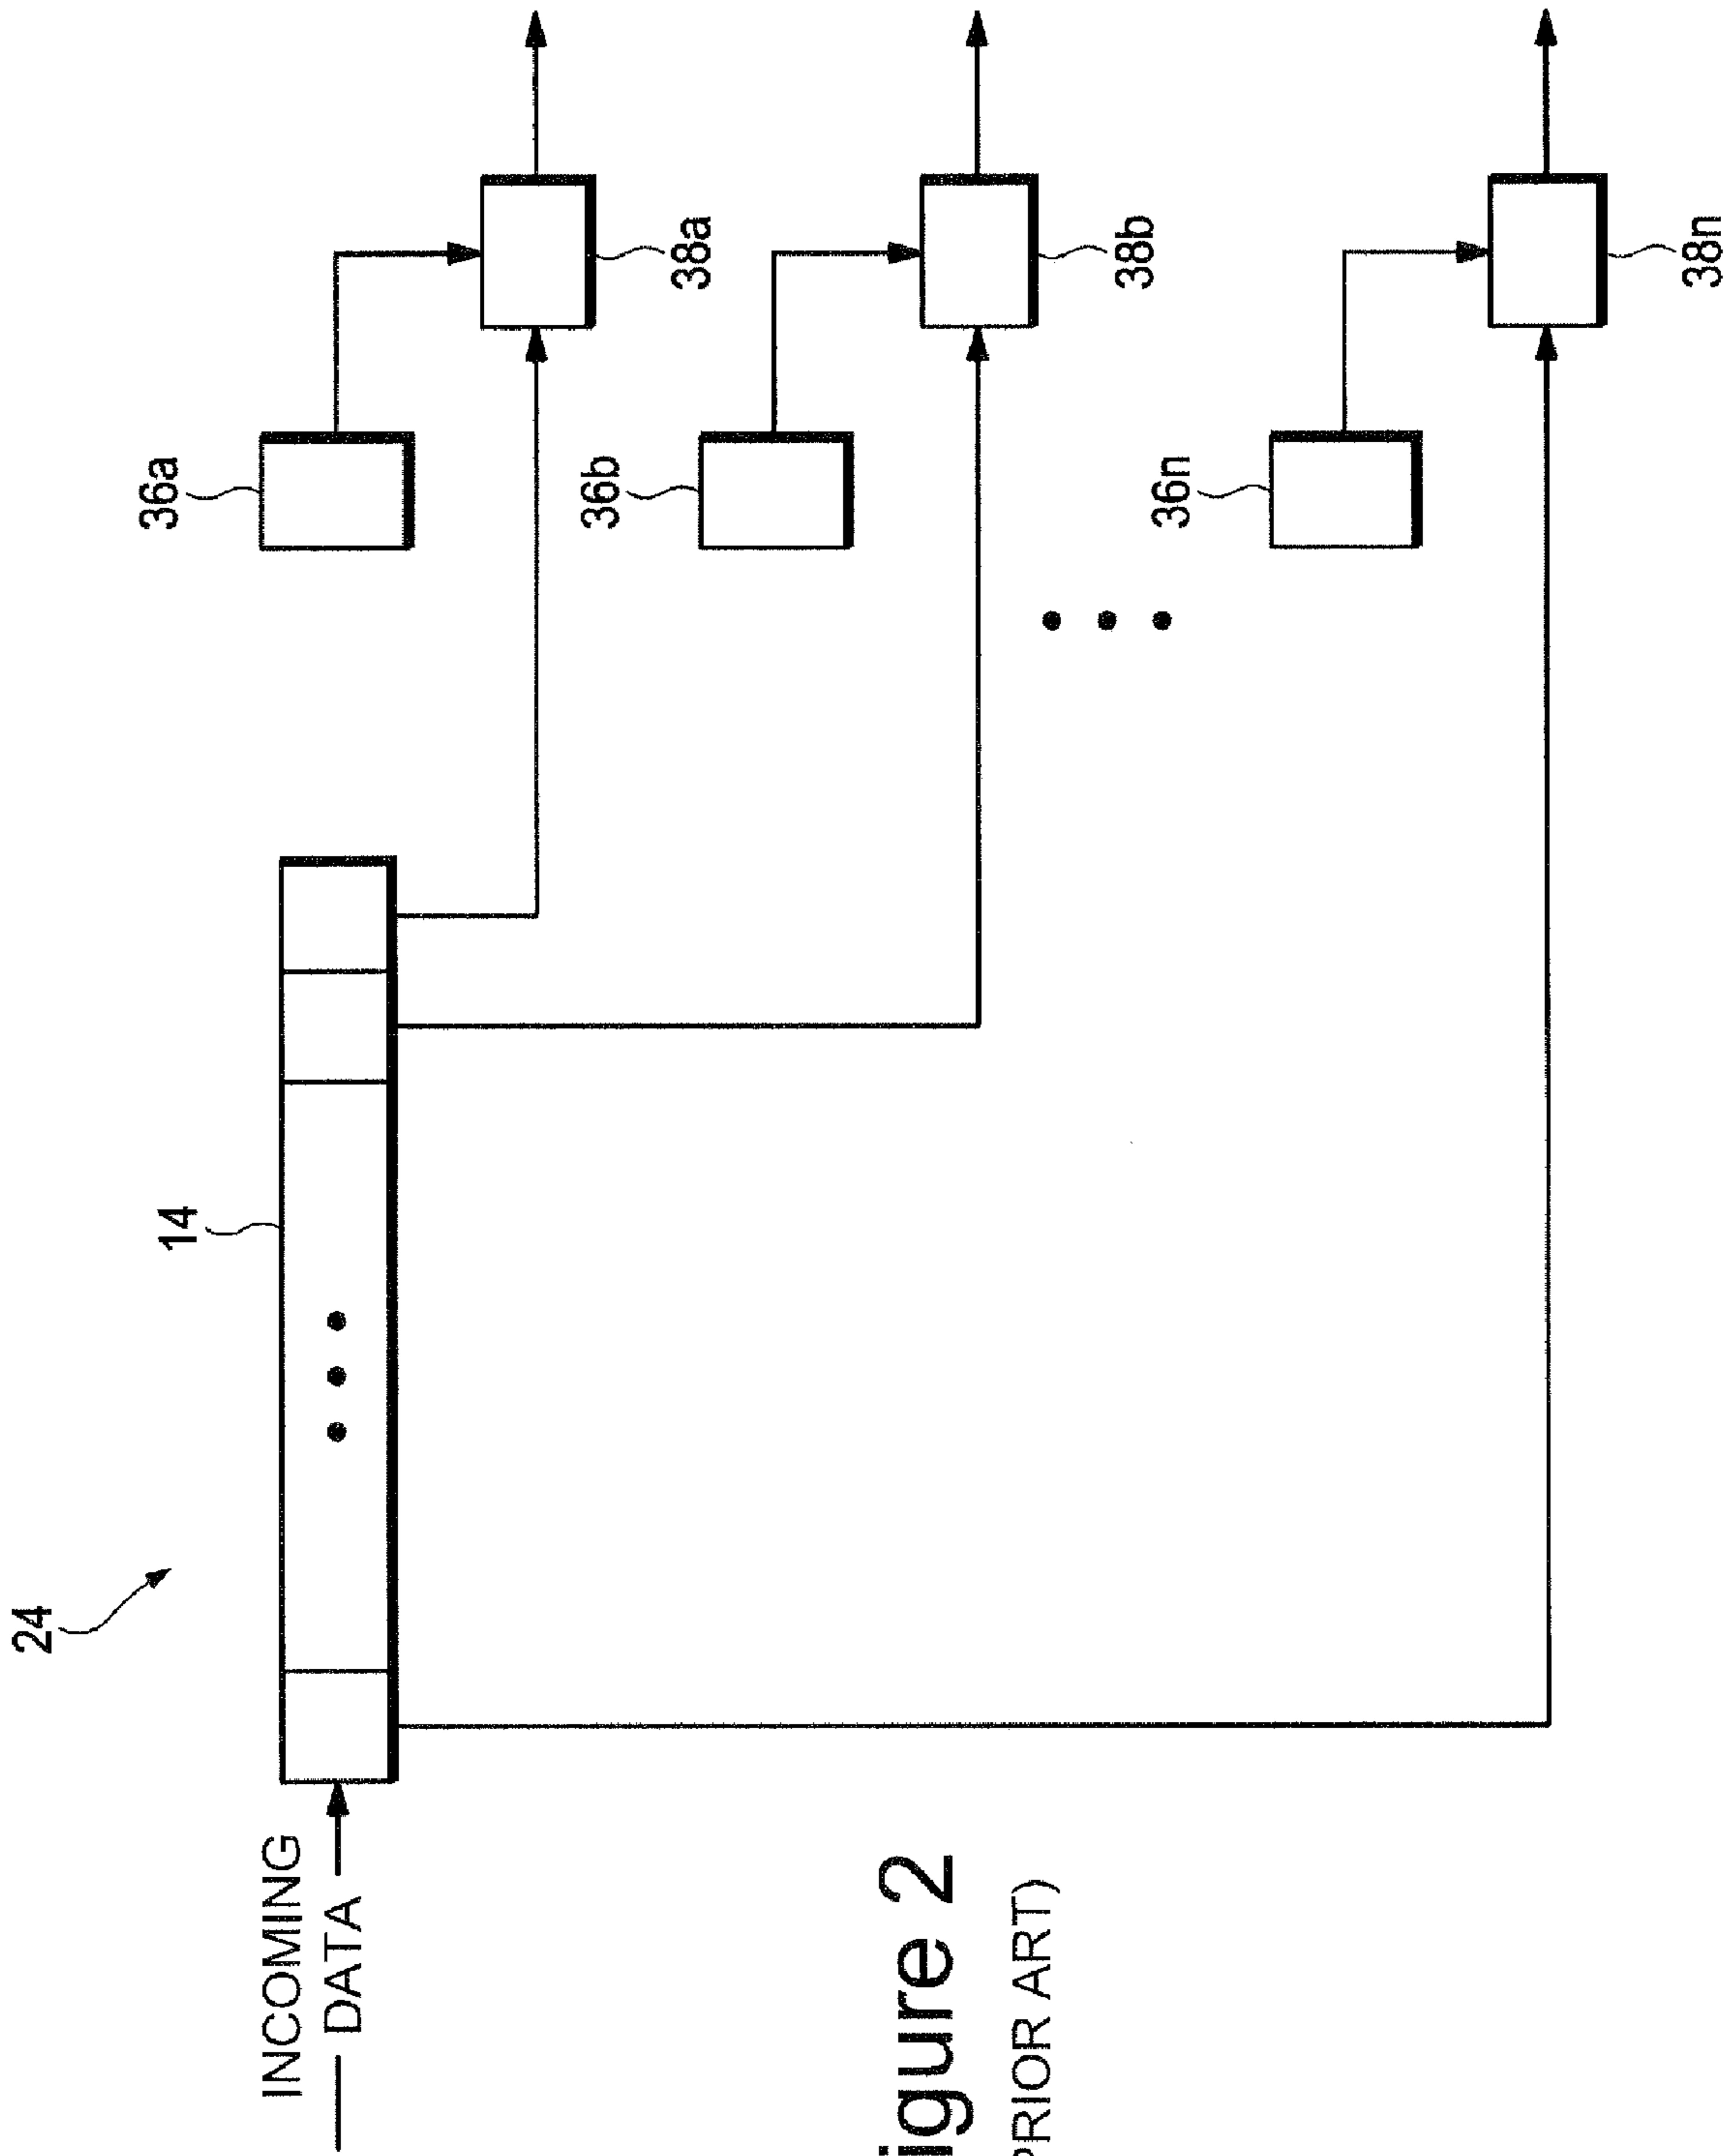 24
INCOMING
DATA
14
36a
38a
36b
38b
36n
38n
igure 2
PRIOR ART)